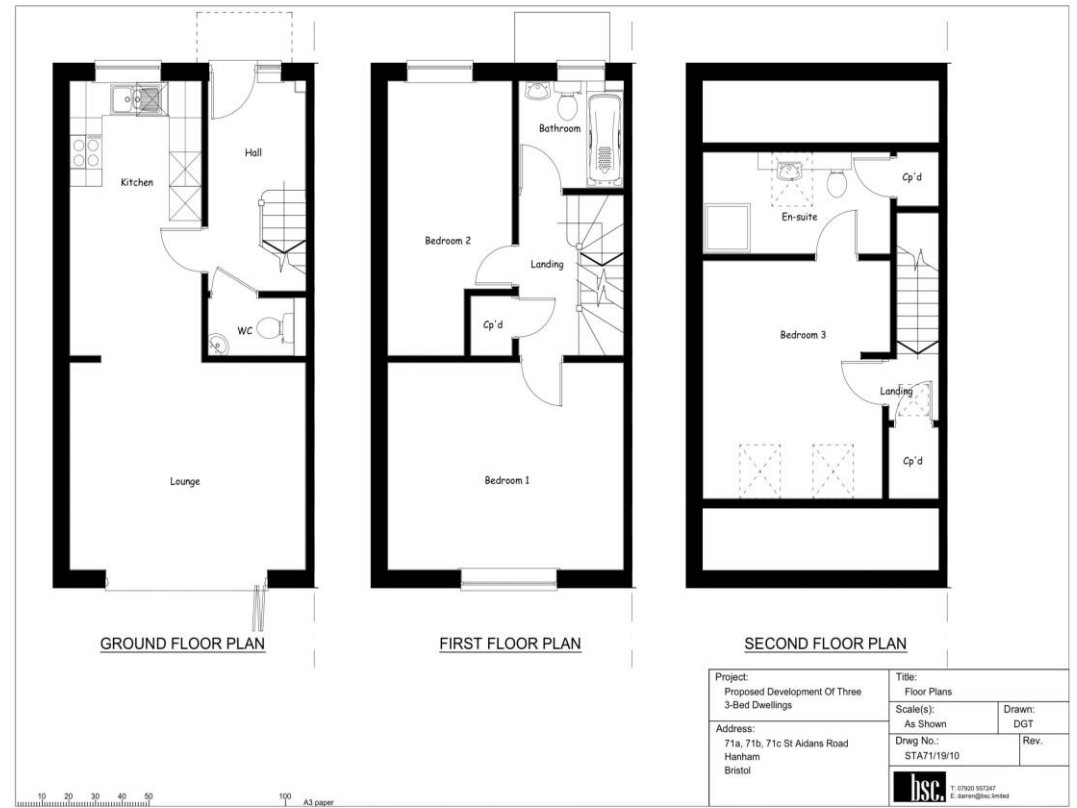 Kitchen
Hall
WC
Lounge
GROUND FLOOR PLAN
Bathroom
Bedroom 2
Landing
Cp'd
Bedroom 1
FIRST FLOOR PLAN
Cp'd
En-suite
Bedroom 3
Landing
Cp'd
SECOND FLOOR PLAN
Project:
Proposed Development Of Three
3-Bed Dwellings
Address:
71a, 71b, 71c St Aidans Road
Hanham
Bristol
Title:
Floor Plans
Scale(s):
As Shown
Drawn:
DGT
Drwg No.:
STA71/19/10
Rev.
bsc.
T: 07920 557247
E: darren@bsc.limited
10 20 30 40 50 100
A3 paper